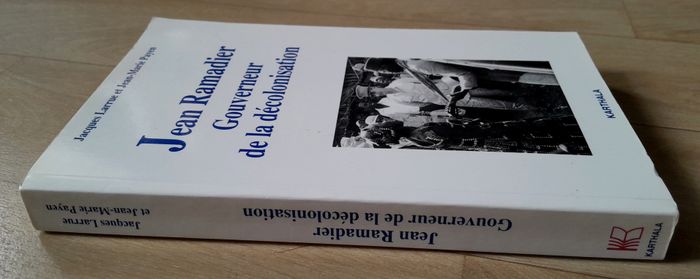 Jacques Larrue et Jean-Marie Payen
Jean Ramadier
Gouverneur
de la décolonisation
KARTHALA
Jacques Larrue
et Jean-Marie Payen
Jean Ramadier
Gouverneur de la décolonisation
KARTHALA